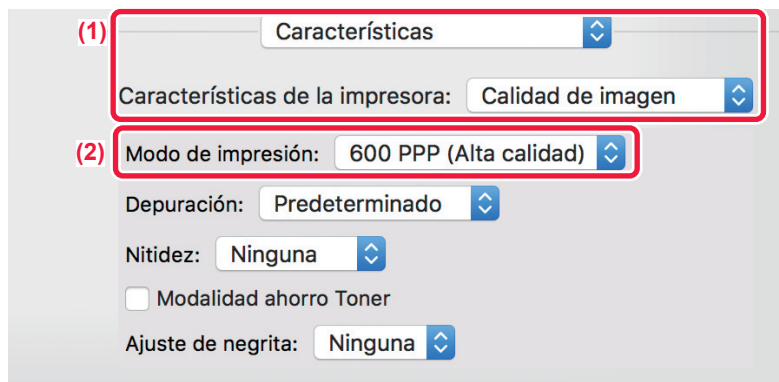 (1)
Características
Características de la impresora: Calidad de imagen
(2) Modo de impresión: 600 PPP (Alta calidad)
Depuración: Predeterminado
Nitidez: Ninguna
Modalidad ahorro Toner
Ajuste de negrita: Ninguna